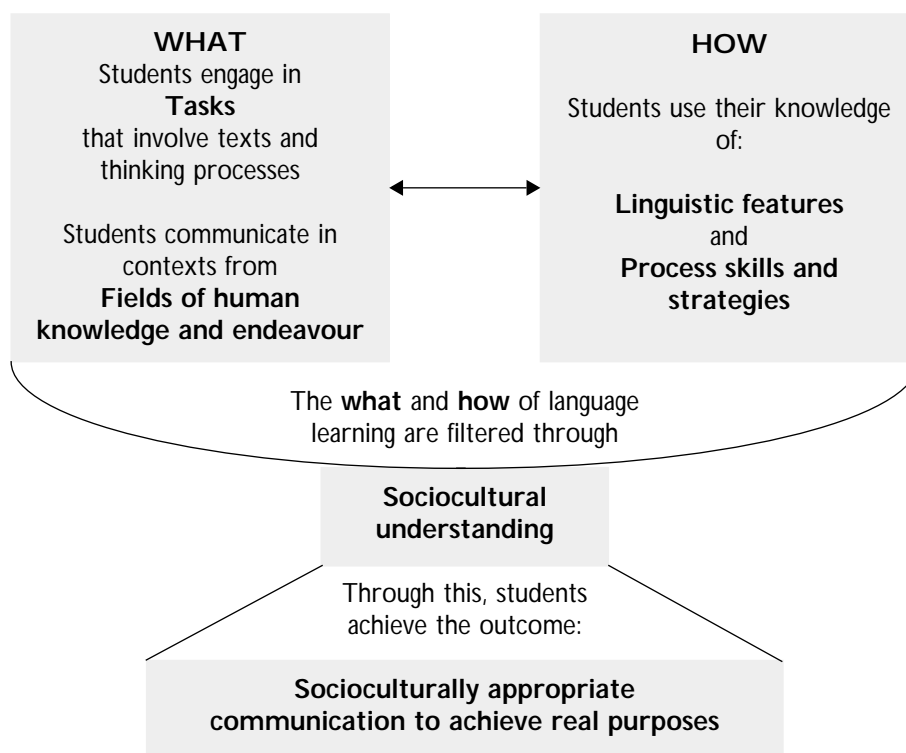 WHAT
Students engage in
Tasks
that involve texts and
thinking processes
Students communicate in
contexts from
Fields of human
knowledge and endeavour
HOW
Students use their knowledge
of:
Linguistic features
and
Process skills and
strategies
The what and how of language
learning are filtered through
Sociocultural
understanding
Through this, students
achieve the outcome:
Socioculturally appropriate
communication to achieve real purposes